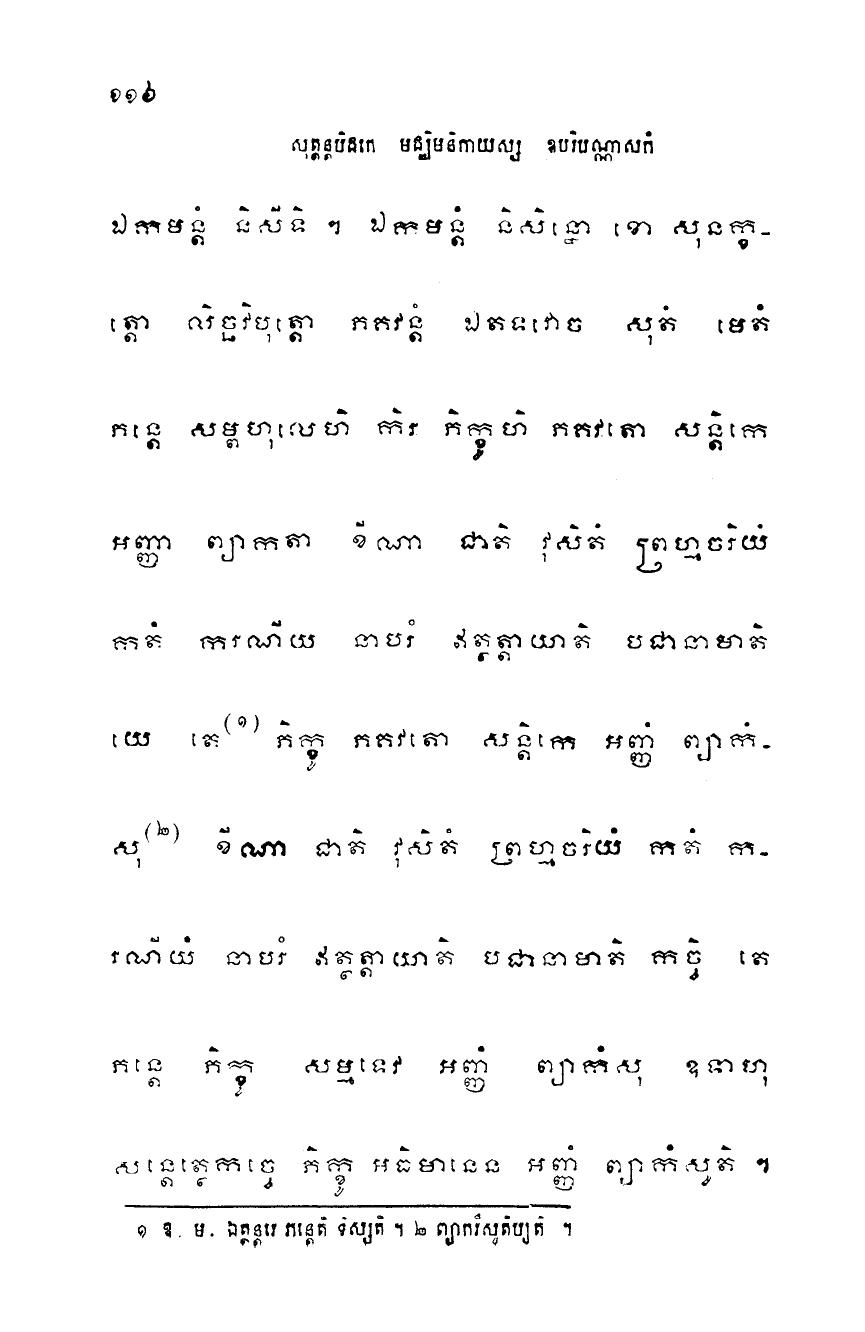 ១១៦
សុត្តន្តបិដកេ មជ្ឈិមនិកាយស្ស ឧបរិបណ្ណាសកំ
ឯកមន្តំ និសីទិ ។ ឯកមន្តំ និសិន្នោ ខោ សុនក្ខ-
ត្តោ លិច្ឆវិបុត្តោ ភគវន្តំ ឯតទវោច សុតំ មេតំ
ភន្តេ សម្ពហុលេហិ កិរ ភិក្ខូហិ ភគវតោ សន្តិកេ
អញ្ញា ព្យាកតា ខីណា ជាតិ វុសិតំ ព្រហ្មចរិយំ
កតំ ករណីយ នាបរំ ឥត្ថត្តាយាតិ បជានាមាតិ
យេ តេ(១) ភិក្ខូ ភគវតោ សន្តិកេ អញ្ញំ ព្យាកំ-
សុ(២) ខីណា ជាតិ វុសិតំ ព្រហ្មចរិយំ កតំ ក-
រណីយំ នាបរំ ឥត្ថត្តាយាតិ បជានាមាតិ កច្ចិ តេ
ភន្តេ ភិក្ខូ សម្មទេវ អញ្ញំ ព្យាកំសុ ឧទាហុ
សន្តេត្ថេកច្ចេ ភិក្ខូ អធិមានេន អញ្ញំ ព្យាកំសូតិ ។
១ ឱ. ម. ឯត្ថន្តរេ ភន្តេតិ ទិស្សតិ ។ ២ ព្យាករឹសូតិប្យតិ ។